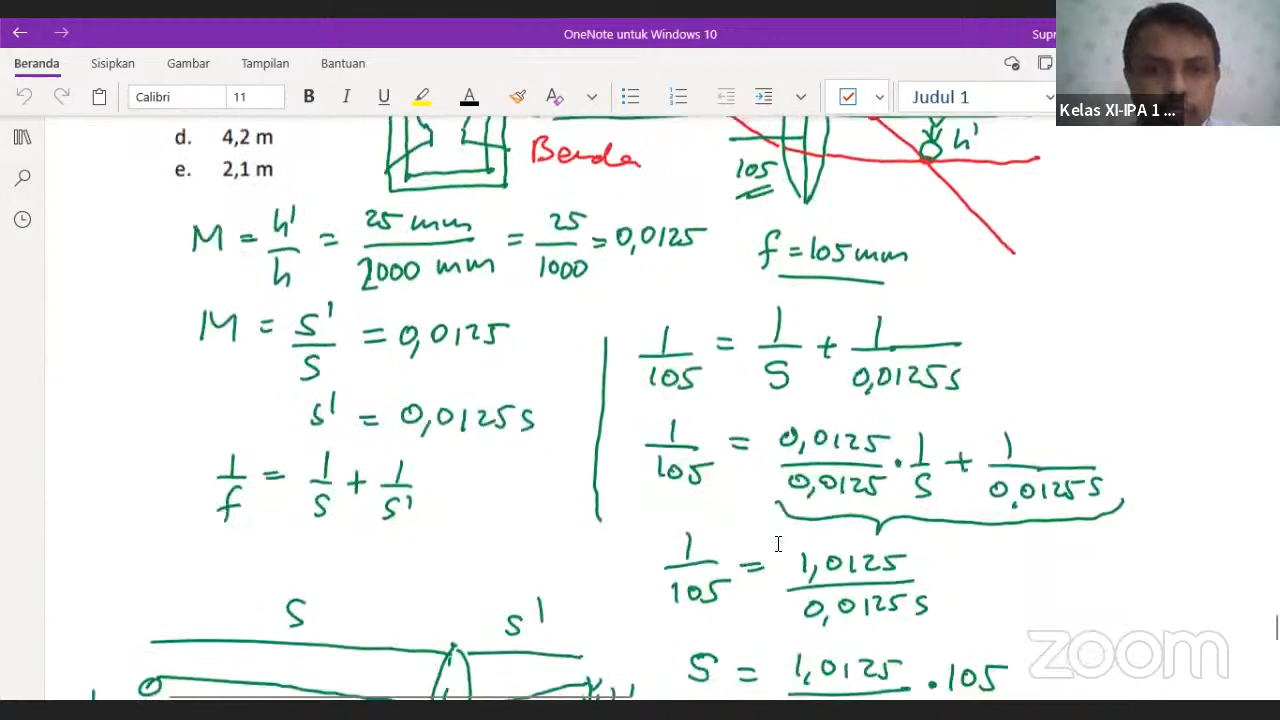 OneNote untuk Windows 10
Supr
Beranda Sisipkan Gambar Tampilan Bantuan
Calibri 11 B I U A Judul 1
Kelas XI-IPA 1 ...
d. 4,2 m
e. 2,1 m
Benda
105
h'
M = h'/h = 25 mm/2000 mm = 25/1000 = 0,0125
f = 105 mm
M = s'/s = 0,0125
s' = 0,0125 s
1/f = 1/s + 1/s'
1/105 = 1/s + 1/0,0125s
1/105 = 0,0125/0,0125 . 1/s + 1/0,0125s
1/105 = 1,0125/0,0125 s
S = 1,0125 . 105
S s'
zoom